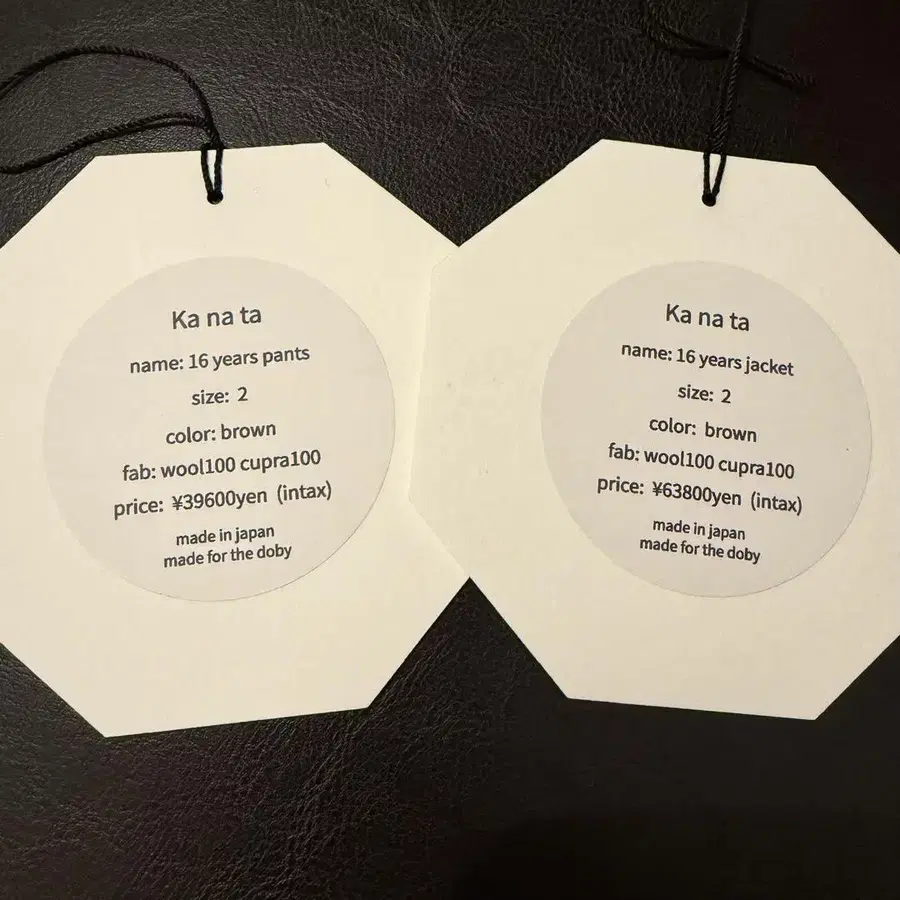 Ka na ta
name: 16 years pants
size: 2
color: brown
fab: wool100 cupra100
price: ¥39600yen (intax)
made in japan
made for the doby
Ka na ta
name: 16 years jacket
size: 2
color: brown
fab: wool100 cupra100
price: ¥63800yen (intax)
made in japan
made for the doby